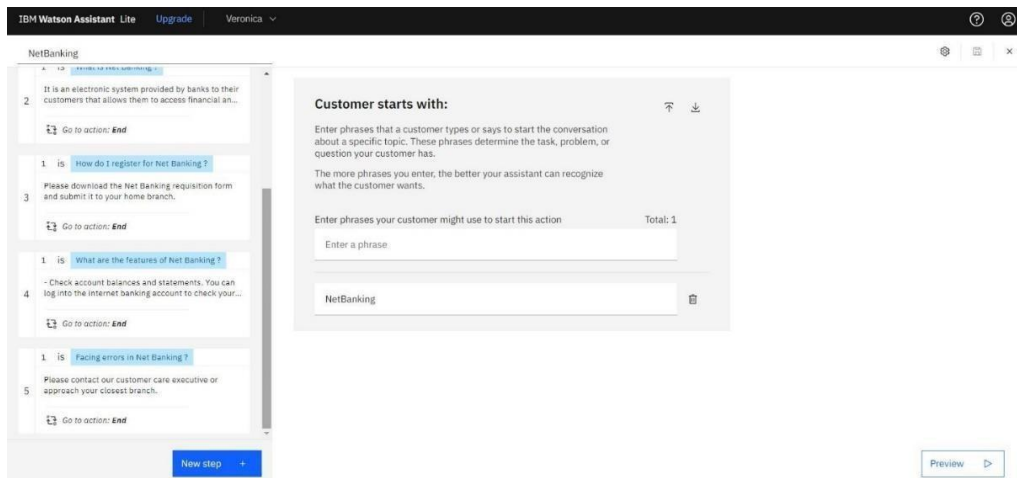 IBM Watson Assistant Lite Upgrade Veronica
NetBanking
1 is What is Net Banking ?
2
It is an electronic system provided by banks to their
customers that allows them to access financial an...
Go to action: End
1 is How do I register for Net Banking ?
3
Please download the Net Banking requisition form
and submit it to your home branch.
Go to action: End
1 is What are the features of Net Banking ?
4
- Check account balances and statements. You can
log into the internet banking account to check your...
Go to action: End
1 is Facing errors in Net Banking ?
5
Please contact our customer care executive or
approach your closest branch.
Go to action: End
New step +
Customer starts with:
Enter phrases that a customer types or says to start the conversation
about a specific topic. These phrases determine the task, problem, or
question your customer has.
The more phrases you enter, the better your assistant can recognize
what the customer wants.
Enter phrases your customer might use to start this action Total: 1
Enter a phrase
NetBanking
Preview